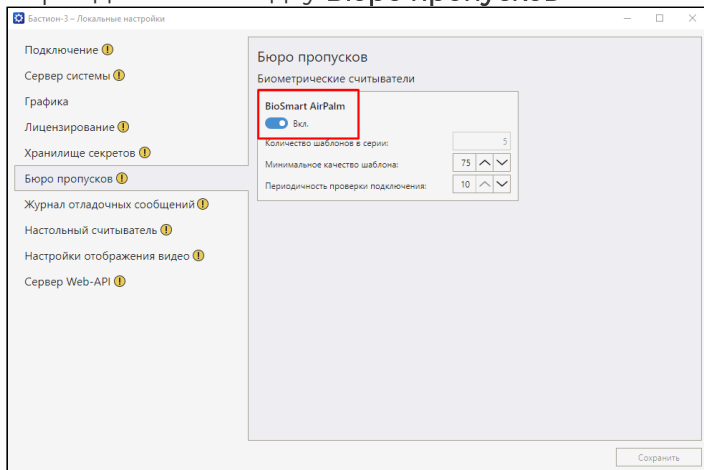 Бюро пропусков
Бастион-3 – Локальные настройки
Подключение
Сервер системы
Графика
Лицензирование
Хранилище секретов
Бюро пропусков
Журнал отладочных сообщений
Настольный считыватель
Настройки отображения видео
Сервер Web-API
Бюро пропусков
Биометрические считыватели
BioSmart AirPalm
Вкл.
Количество шаблонов в серии: 5
Минимальное качество шаблона: 75
Периодичность проверки подключения: 10
Сохранить